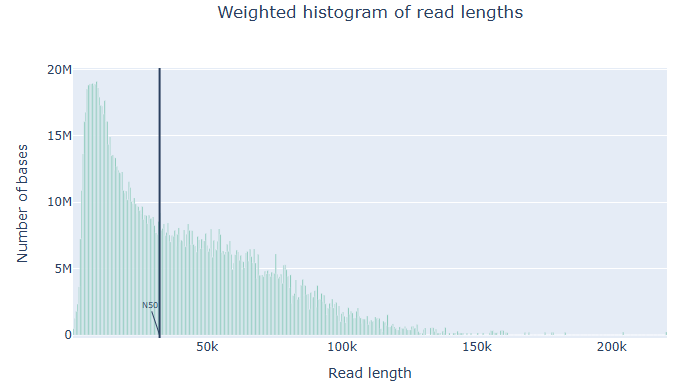 Weighted histogram of read lengths
20M
15M
10M
5M
0
Number of bases
N50
50k
100k
150k
200k
Read length